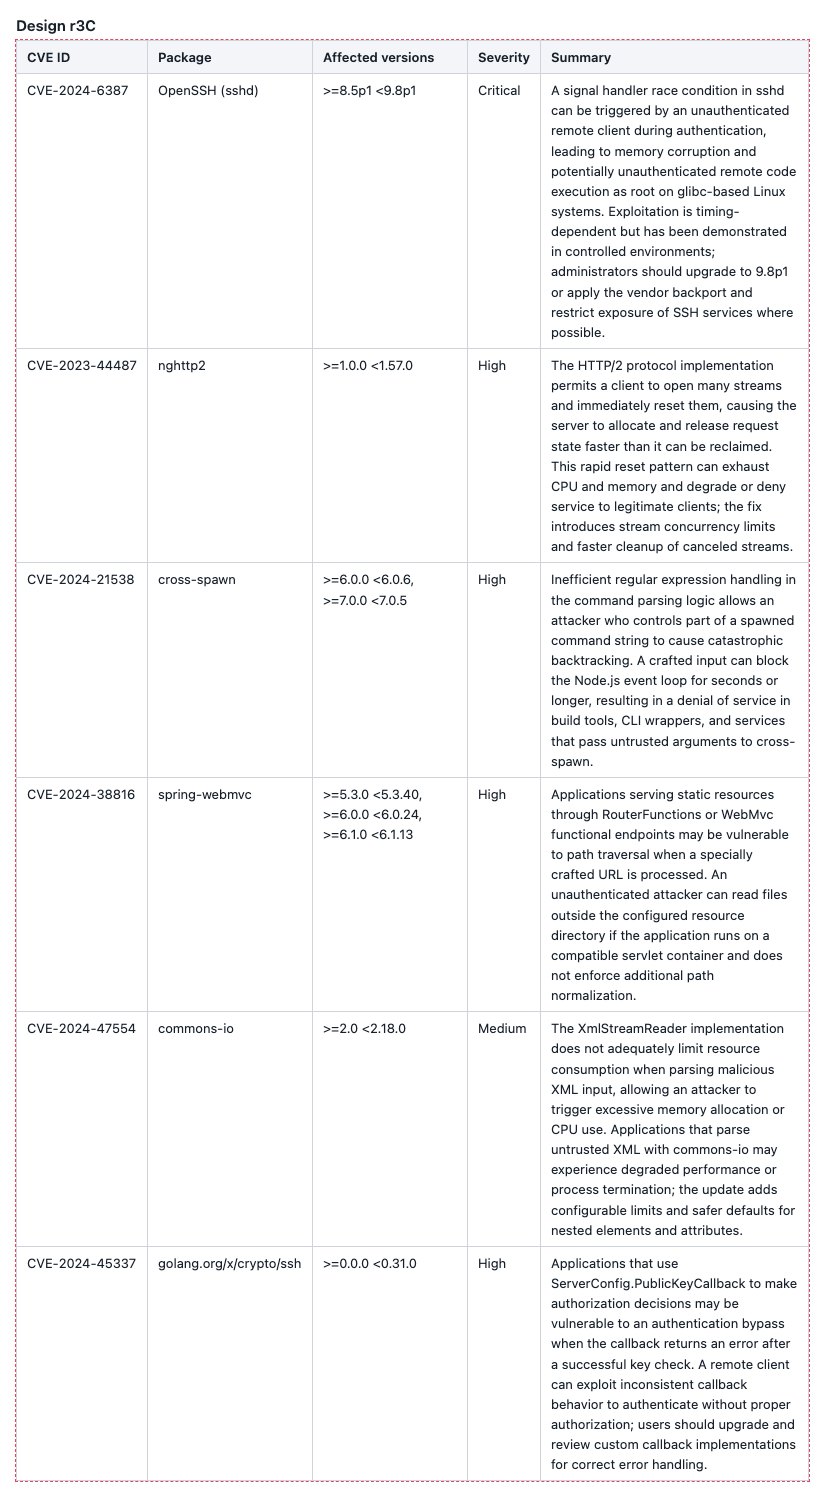 Design r3C
CVE ID Package Affected versions Severity Summary
CVE-2024-6387 OpenSSH (sshd) >=8.5p1 <9.8p1 Critical A signal handler race condition in sshd
can be triggered by an unauthenticated
remote client during authentication,
leading to memory corruption and
potentially unauthenticated remote code
execution as root on glibc-based Linux
systems. Exploitation is timing-
dependent but has been demonstrated
in controlled environments;
administrators should upgrade to 9.8p1
or apply the vendor backport and
restrict exposure of SSH services where
possible.
CVE-2023-44487 nghttp2 >=1.0.0 <1.57.0 High The HTTP/2 protocol implementation
permits a client to open many streams
and immediately reset them, causing the
server to allocate and release request
state faster than it can be reclaimed.
This rapid reset pattern can exhaust
CPU and memory and degrade or deny
service to legitimate clients; the fix
introduces stream concurrency limits
and faster cleanup of canceled streams.
CVE-2024-21538 cross-spawn >=6.0.0 <6.0.6, High Inefficient regular expression handling in
>=7.0.0 <7.0.5 the command parsing logic allows an
attacker who controls part of a spawned
command string to cause catastrophic
backtracking. A crafted input can block
the Node.js event loop for seconds or
longer, resulting in a denial of service in
build tools, CLI wrappers, and services
that pass untrusted arguments to cross-
spawn.
CVE-2024-38816 spring-webmvc >=5.3.0 <5.3.40, High Applications serving static resources
>=6.0.0 <6.0.24, through RouterFunctions or WebMvc
>=6.1.0 <6.1.13 functional endpoints may be vulnerable
to path traversal when a specially
crafted URL is processed. An
unauthenticated attacker can read files
outside the configured resource
directory if the application runs on a
compatible servlet container and does
not enforce additional path
normalization.
CVE-2024-47554 commons-io >=2.0 <2.18.0 Medium The XmlStreamReader implementation
does not adequately limit resource
consumption when parsing malicious
XML input, allowing an attacker to
trigger excessive memory allocation or
CPU use. Applications that parse
untrusted XML with commons-io may
experience degraded performance or
process termination; the update adds
configurable limits and safer defaults for
nested elements and attributes.
CVE-2024-45337 golang.org/x/crypto/ssh >=0.0.0 <0.31.0 High Applications that use
ServerConfig.PublicKeyCallback to make
authorization decisions may be
vulnerable to an authentication bypass
when the callback returns an error after
a successful key check. A remote client
can exploit inconsistent callback
behavior to authenticate without proper
authorization; users should upgrade and
review custom callback implementations
for correct error handling.